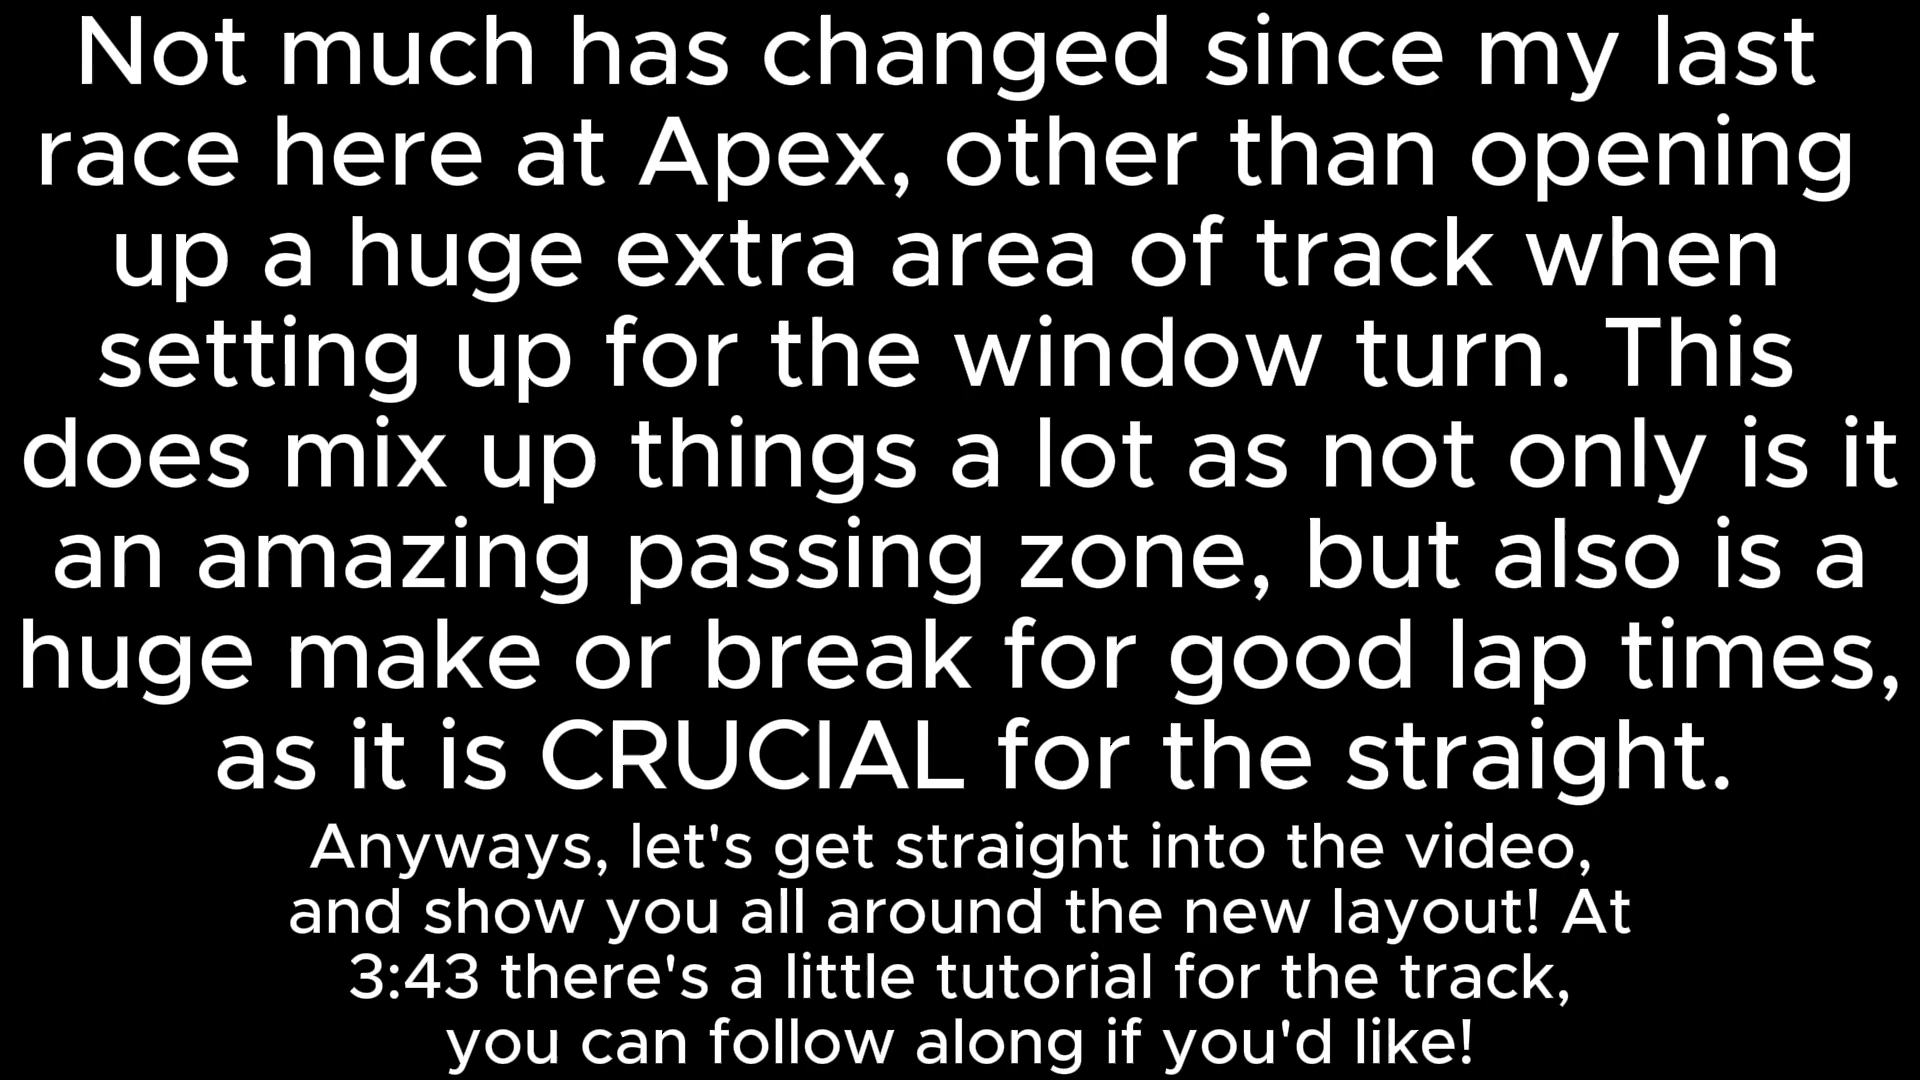 Not much has changed since my last
race here at Apex, other than opening
up a huge extra area of track when
setting up for the window turn. This
does mix up things a lot as not only is it
an amazing passing zone, but also is a
huge make or break for good lap times,
as it is CRUCIAL for the straight.
Anyways, let's get straight into the video,
and show you all around the new layout! At
3:43 there's a little tutorial for the track,
you can follow along if you'd like!